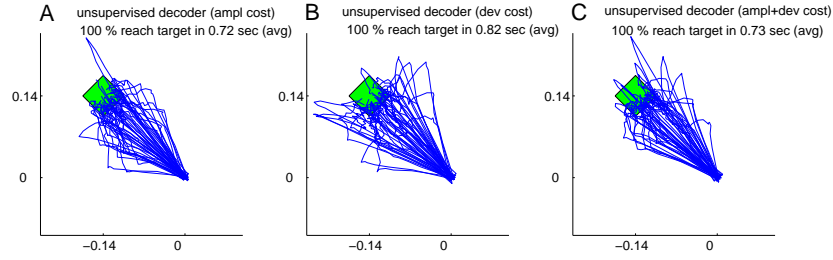 A unsupervised decoder (ampl cost)
100 % reach target in 0.72 sec (avg)
0.14
0
−0.14 0
B unsupervised decoder (dev cost)
100 % reach target in 0.82 sec (avg)
0.14
0
−0.14 0
C unsupervised decoder (ampl+dev cost)
100 % reach target in 0.73 sec (avg)
0.14
0
−0.14 0